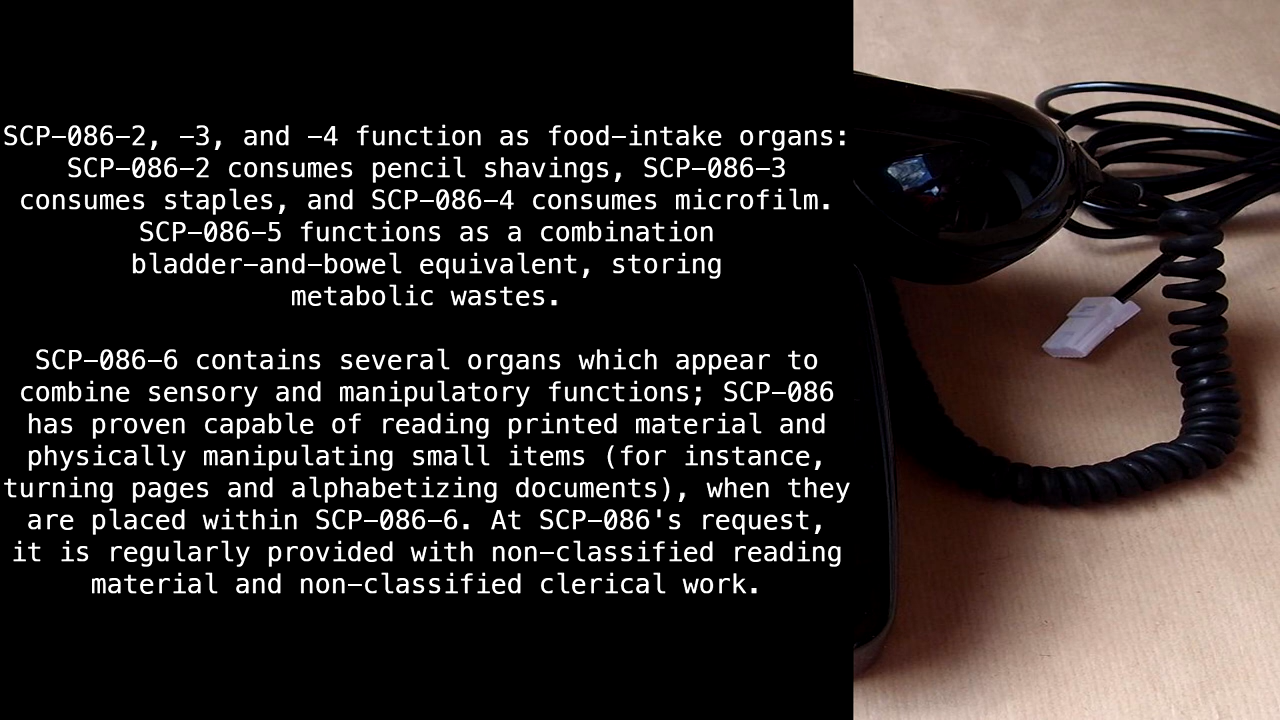 SCP-086-2, -3, and -4 function as food-intake organs:
SCP-086-2 consumes pencil shavings, SCP-086-3
consumes staples, and SCP-086-4 consumes microfilm.
SCP-086-5 functions as a combination
bladder-and-bowel equivalent, storing
metabolic wastes.
SCP-086-6 contains several organs which appear to
combine sensory and manipulatory functions; SCP-086
has proven capable of reading printed material and
physically manipulating small items (for instance,
turning pages and alphabetizing documents), when they
are placed within SCP-086-6. At SCP-086's request,
it is regularly provided with non-classified reading
material and non-classified clerical work.